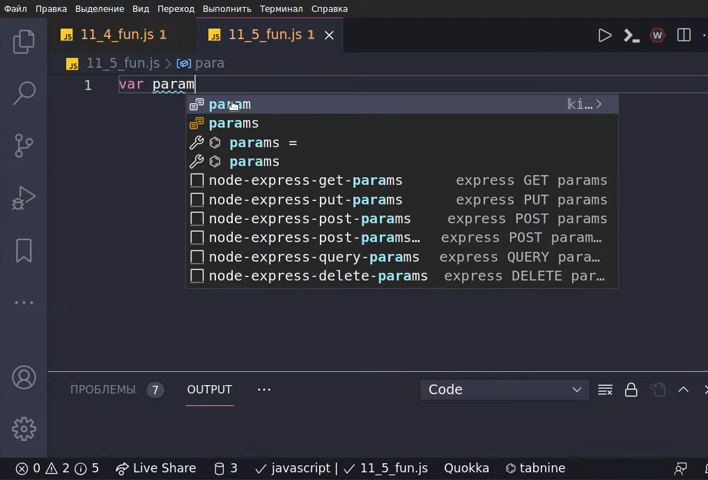 Файл Правка Выделение Вид Переход Выполнить Терминал Справка
JS 11_4_fun.js 1 JS 11_5_fun.js 1
JS 11_5_fun.js > para
1 var param
param ki...
params
params =
params
node-express-get-params express GET params
node-express-put-params express PUT params
node-express-post-params express POST params
node-express-post-params... express POST param...
node-express-query-params express QUERY para...
node-express-delete-params express DELETE par...
ПРОБЛЕМЫ 7 OUTPUT ... Code
0 2 5 Live Share 3 javascript | 11_5_fun.js Quokka tabnine